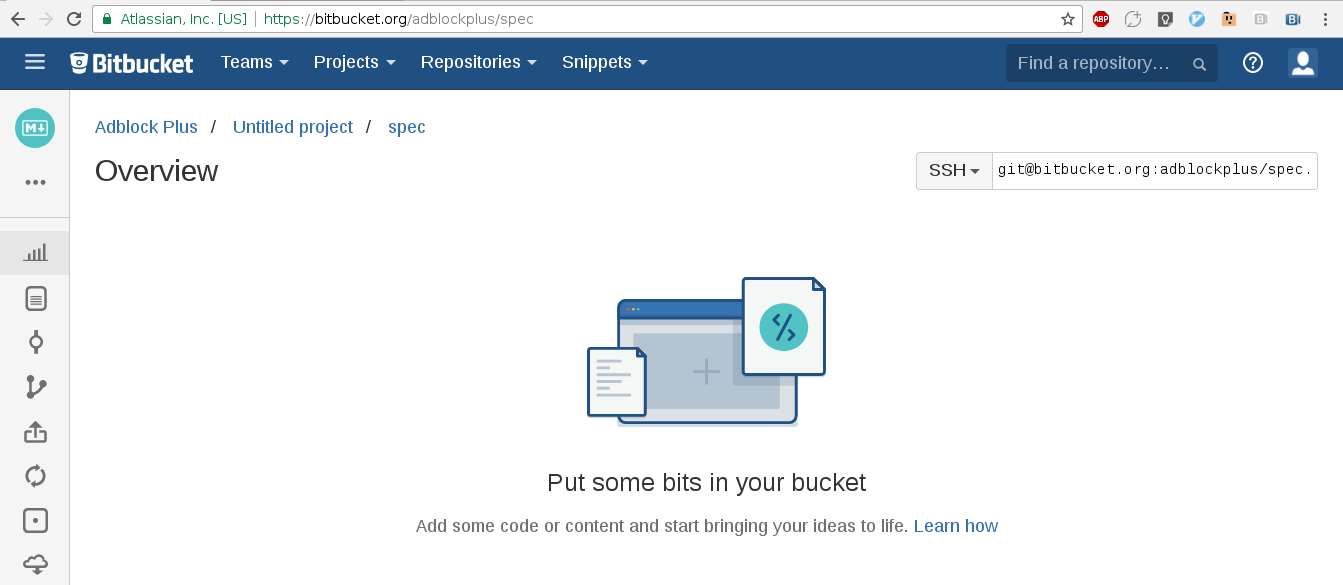 Atlassian, Inc. [US] | https://bitbucket.org/adblockplus/spec
ABP
Bitbucket Teams Projects Repositories Snippets Find a repository...
M
Adblock Plus / Untitled project / spec
Overview
SSH git@bitbucket.org:adblockplus/spec.
Put some bits in your bucket
Add some code or content and start bringing your ideas to life. Learn how